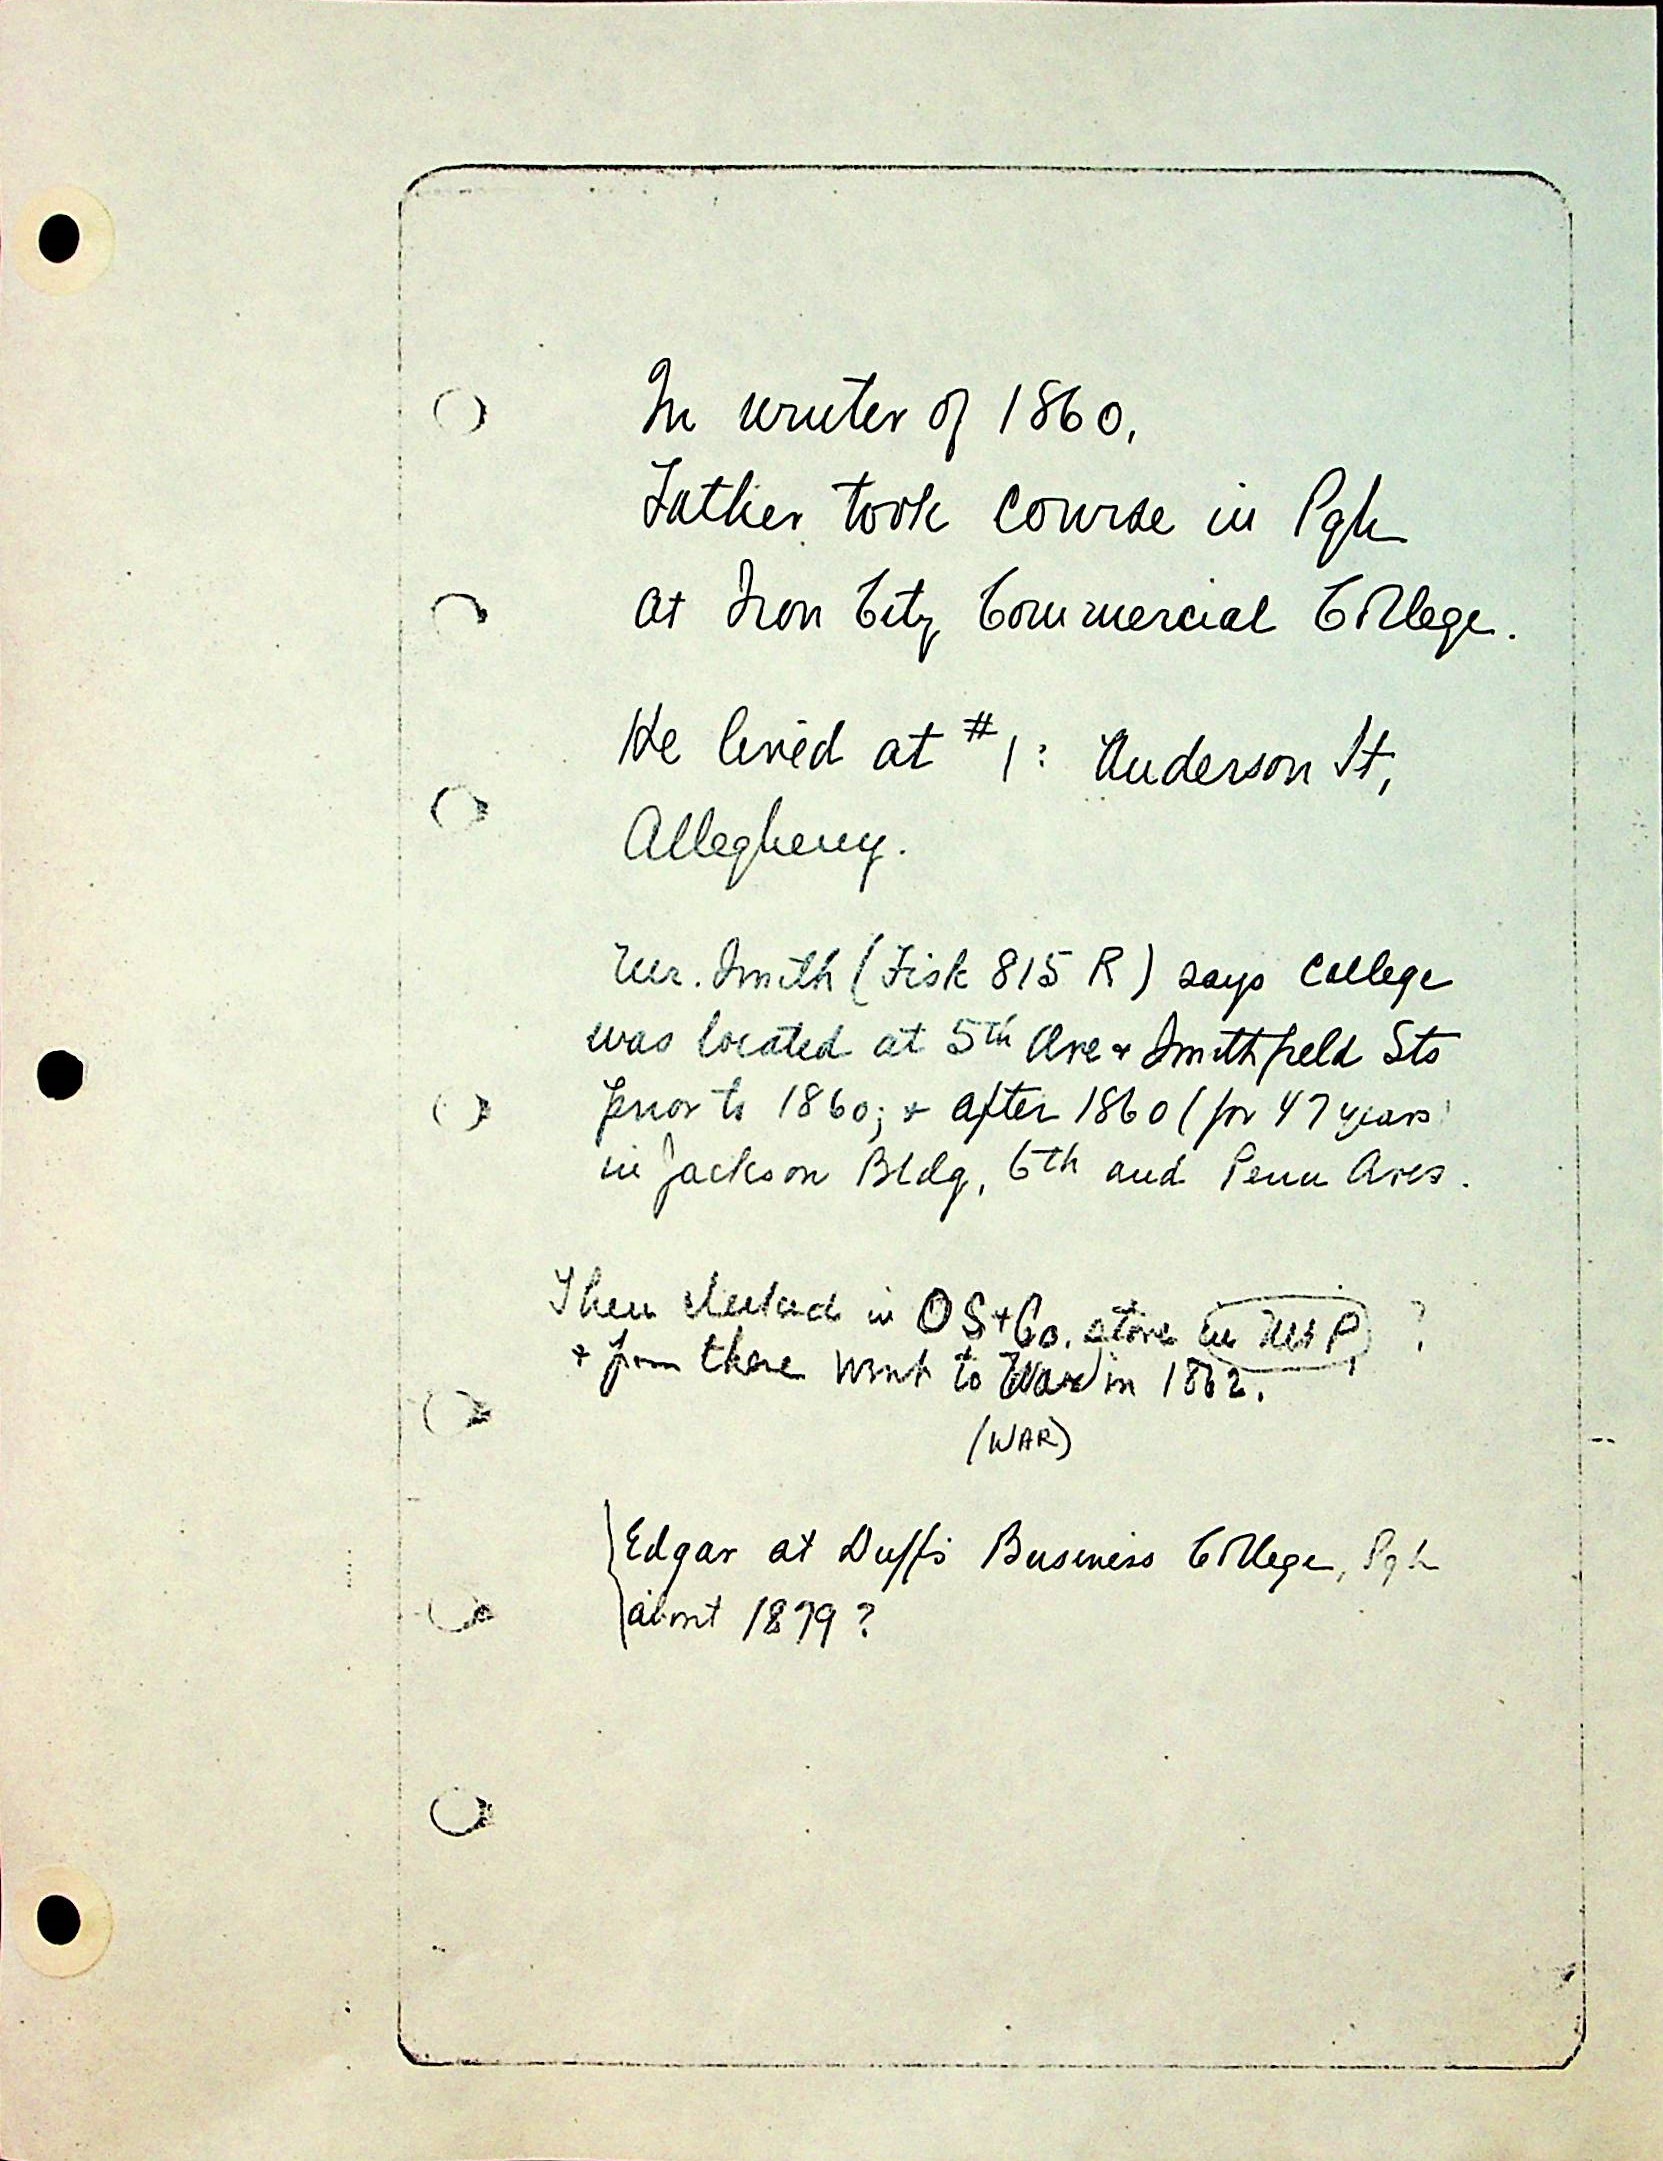 In winter of 1860,
Father took course in Pgh
at Iron City Commercial College.
He lived at #1: Anderson St,
Allegheny.
Mr. Smith (Fisk 815 R) says College
was located at 5th Ave + Smithfield Sts
prior to 1860; + after 1860 (for 47 years
in Jackson Bldg, 6th and Penn Aves.
Then clerked in OS+Co. store in Mt P, ?
+ from there went to War in 1862.
(WAR)
Edgar at Duff's Business College, Pgh
about 1879?